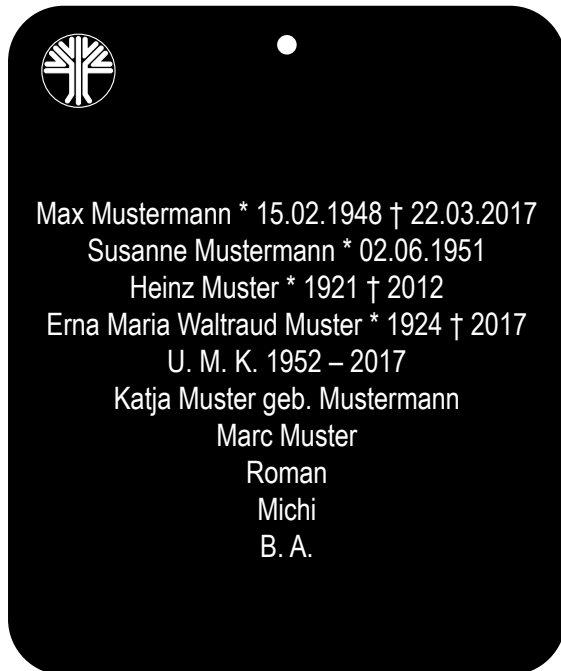 Max Mustermann * 15.02.1948 † 22.03.2017
Susanne Mustermann * 02.06.1951
Heinz Muster * 1921 † 2012
Erna Maria Waltraud Muster * 1924 † 2017
U. M. K. 1952 – 2017
Katja Muster geb. Mustermann
Marc Muster
Roman
Michi
B. A.